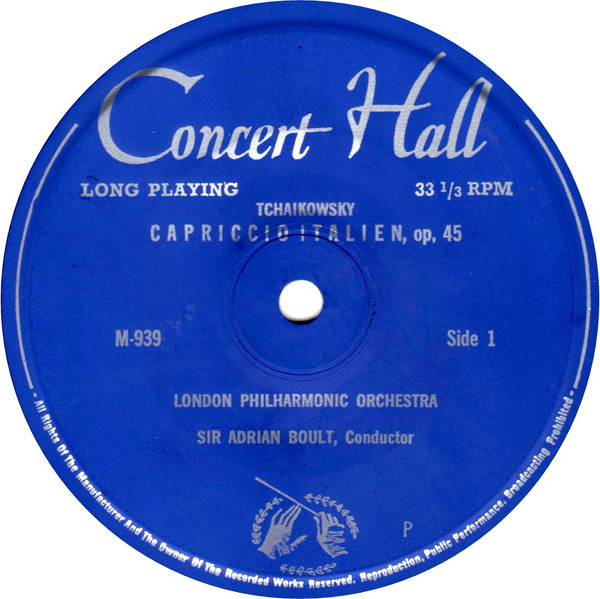 Concert Hall
LONG PLAYING 33 1/3 RPM
TCHAIKOWSKY
CAPRICCIO ITALIEN, op, 45
M-939 Side 1
LONDON PHILHARMONIC ORCHESTRA
SIR ADRIAN BOULT, Conductor
P
- All Rights Of The Manufacturer And The Owner Of The Recorded Works Reserved. Reproduction, Public Performance, Broadcasting Prohibited -